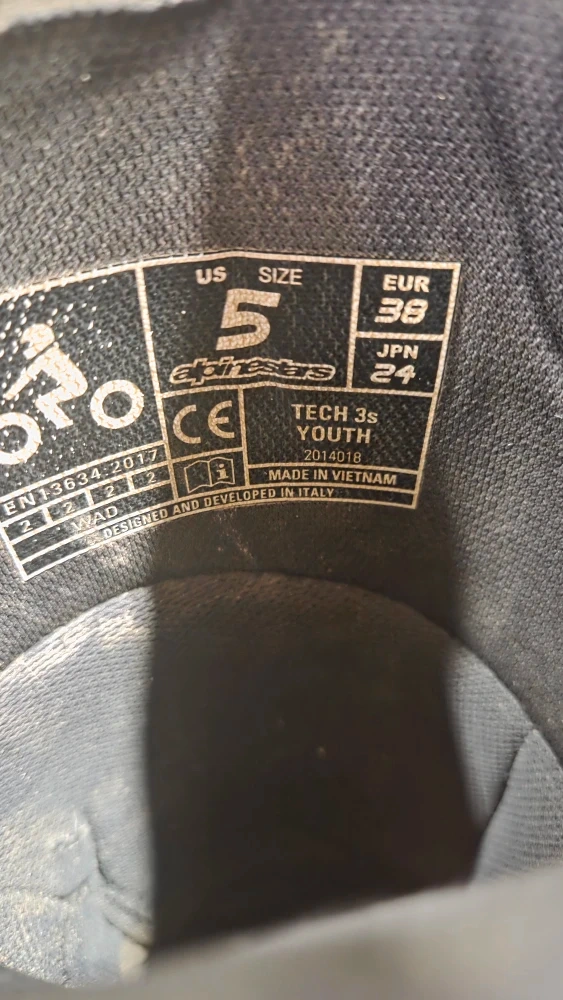 US SIZE
5
alpinestars
EUR
38
JPN
24
CE
TECH 3s
YOUTH
2014018
EN13634:2017
2 2 2 2
WAD
i
MADE IN VIETNAM
DESIGNED AND DEVELOPED IN ITALY